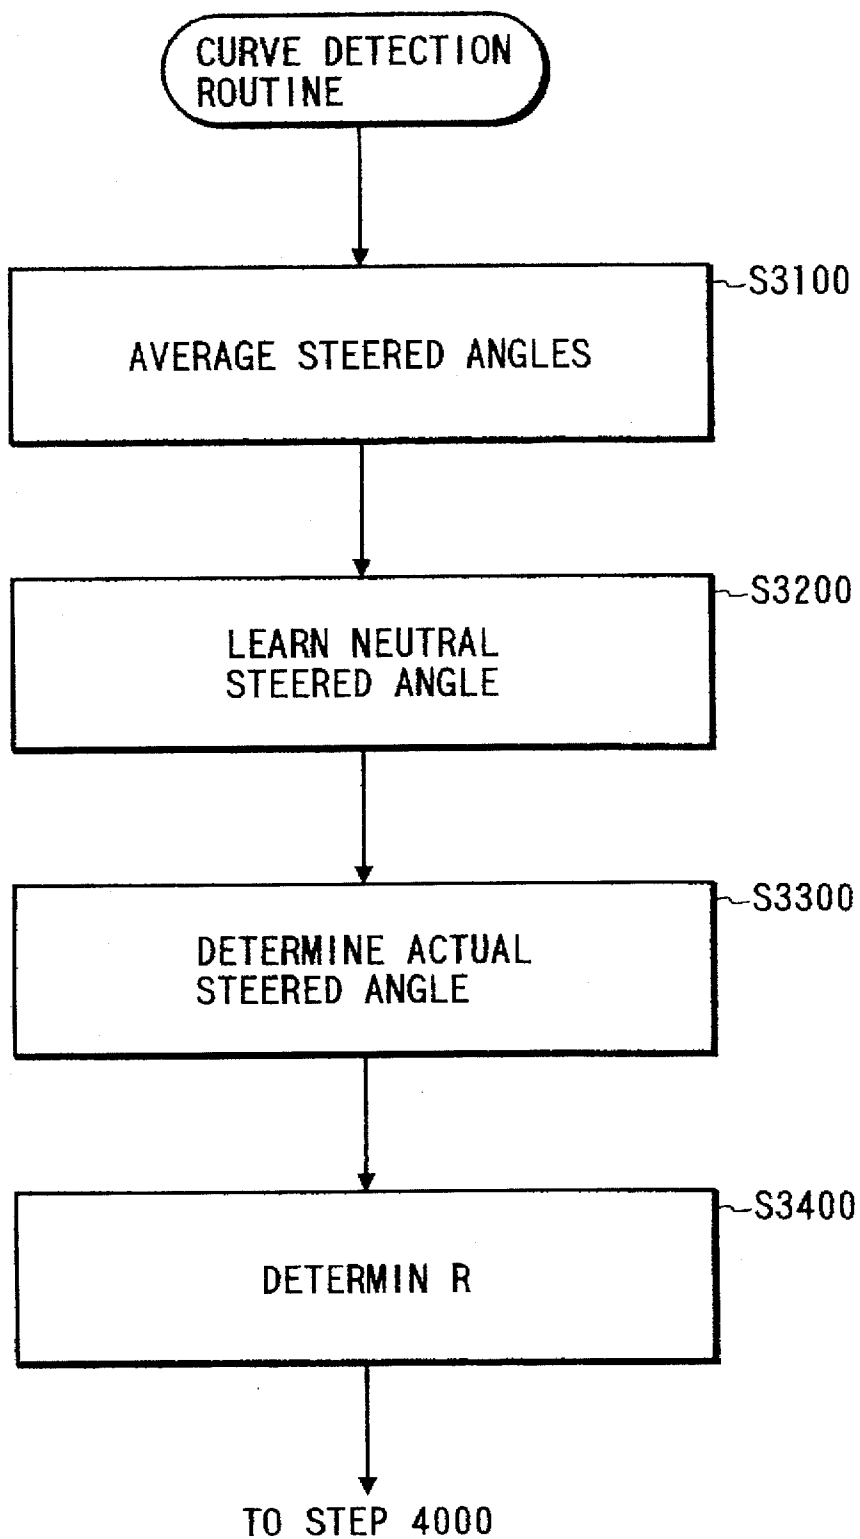 CURVE DETECTION
ROUTINE
S3100
AVERAGE STEERED ANGLES
S3200
LEARN NEUTRAL
STEERED ANGLE
S3300
DETERMINE ACTUAL
STEERED ANGLE
S3400
DETERMIN R
TO STEP 4000